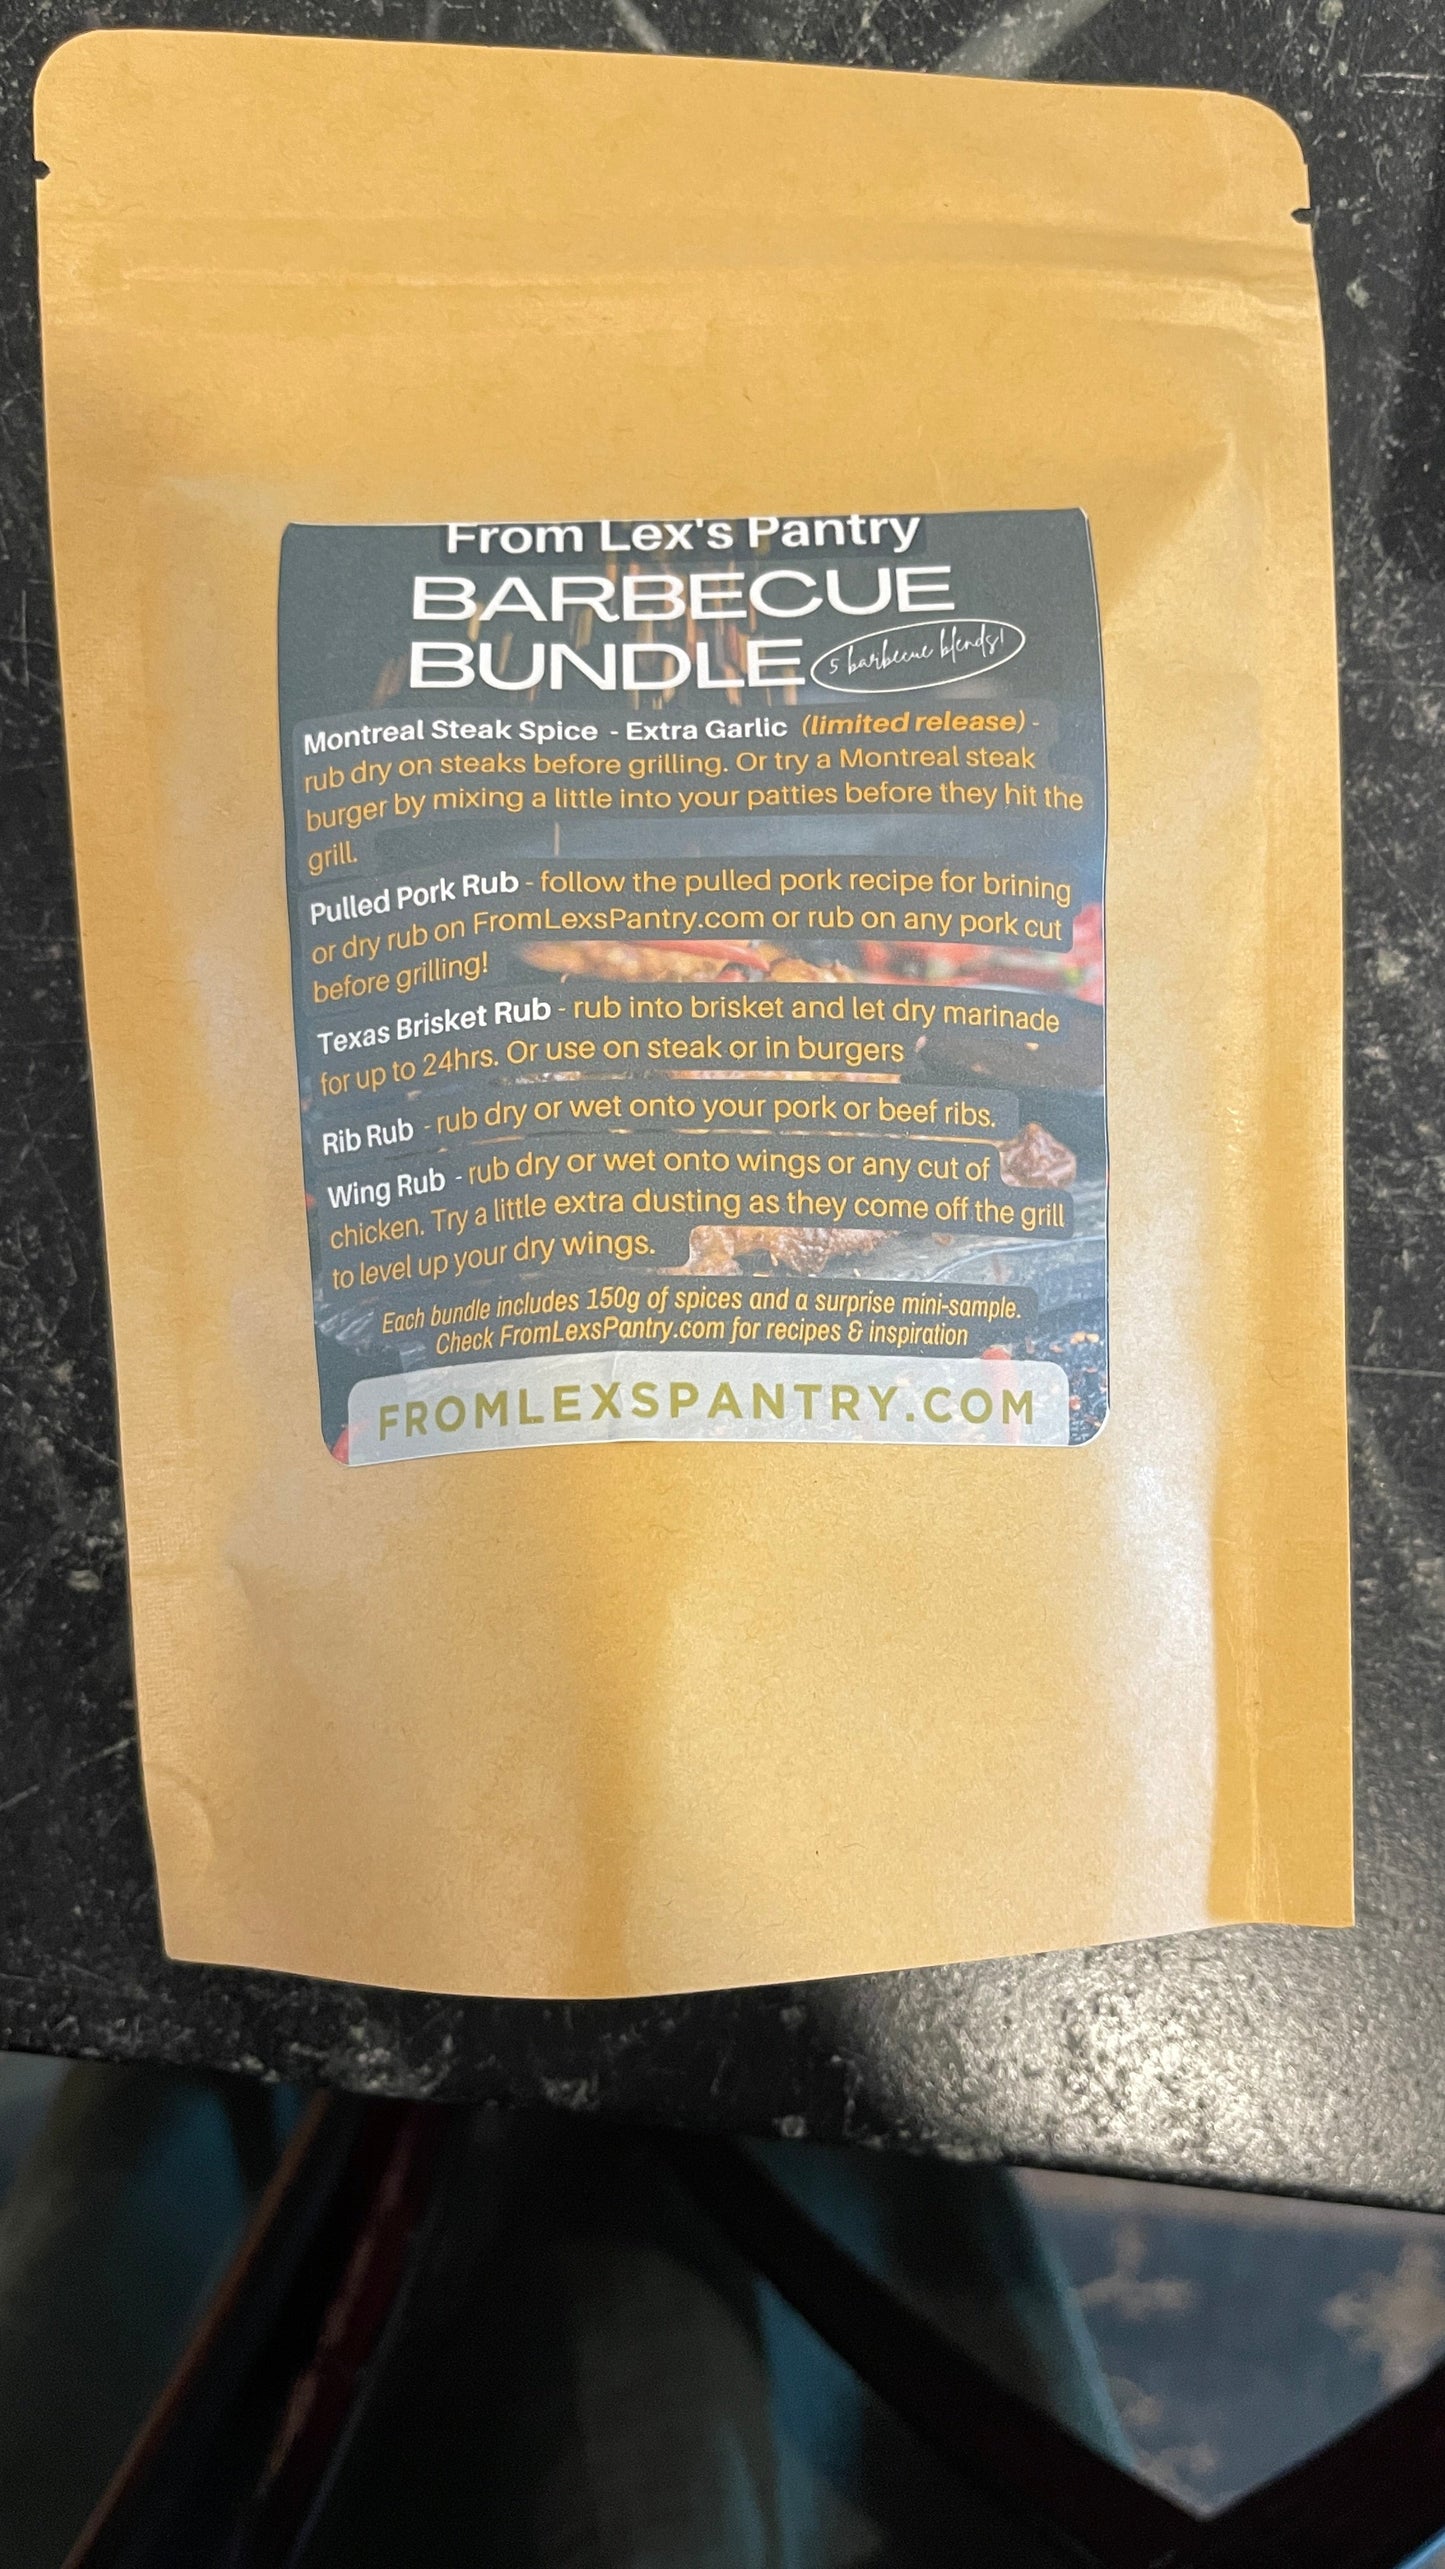 From Lex's Pantry
BARBECUE
BUNDLE 5 barbecue blends!
Montreal Steak Spice - Extra Garlic (limited release) -
rub dry on steaks before grilling. Or try a Montreal steak
burger by mixing a little into your patties before they hit the
grill.
Pulled Pork Rub - follow the pulled pork recipe for brining
or dry rub on FromLexsPantry.com or rub on any pork cut
before grilling!
Texas Brisket Rub - rub into brisket and let dry marinade
for up to 24hrs. Or use on steak or in burgers
Rib Rub - rub dry or wet onto your pork or beef ribs.
Wing Rub - rub dry or wet onto wings or any cut of
chicken. Try a little extra dusting as they come off the grill
to level up your dry wings.
Each bundle includes 150g of spices and a surprise mini-sample.
Check FromLexsPantry.com for recipes & inspiration
FROMLEXSPANTRY.COM